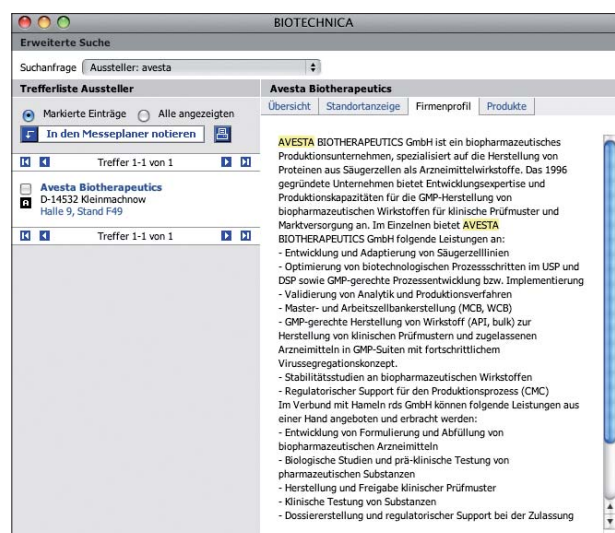 BIOTECHNICA
Erweiterte Suche
Suchanfrage
Aussteller: avesta
Trefferliste Aussteller
Markierte Einträge
Alle angezeigten
In den Messeplaner notieren
Treffer 1-1 von 1
Avesta Biotherapeutics
A
D-14532 Kleinmachnow
Halle 9, Stand F49
Treffer 1-1 von 1
Avesta Biotherapeutics
Übersicht
Standortanzeige
Firmenprofil
Produkte
AVESTA BIOTHERAPEUTICS GmbH ist ein biopharmazeutisches
Produktionsunternehmen, spezialisiert auf die Herstellung von
Proteinen aus Säugerzellen als Arzneimittelwirkstoffe. Das 1996
gegründete Unternehmen bietet Entwicklungsexpertise und
Produktionskapazitäten für die GMP-Herstellung von
biopharmazeutischen Wirkstoffen für klinische Prüfmuster und
Marktversorgung an. Im Einzelnen bietet AVESTA
BIOTHERAPEUTICS GmbH folgende Leistungen an:
- Entwicklung und Adaptierung von Säugerzelllinien
- Optimierung von biotechnologischen Prozessschritten im USP und
DSP sowie GMP-gerechte Prozessentwicklung bzw. Implementierung
- Validierung von Analytik und Produktionsverfahren
- Master- und Arbeitszellbankerstellung (MCB, WCB)
- GMP-gerechte Herstellung von Wirkstoff (API, bulk) zur
Herstellung von klinischen Prüfmustern und zugelassenen
Arzneimitteln in GMP-Suiten mit fortschrittlichem
Virussegregationskonzept.
- Stabilitätsstudien an biopharmazeutischen Wirkstoffen
- Regulatorischer Support für den Produktionsprozess (CMC)
Im Verbund mit Hameln rds GmbH können folgende Leistungen aus
einer Hand angeboten und erbracht werden:
- Entwicklung von Formulierung und Abfüllung von
biopharmazeutischen Arzneimitteln
- Biologische Studien und prä-klinische Testung von
pharmazeutischen Substanzen
- Herstellung und Freigabe klinischer Prüfmuster
- Klinische Testung von Substanzen
- Dossiererstellung und regulatorischer Support bei der Zulassung